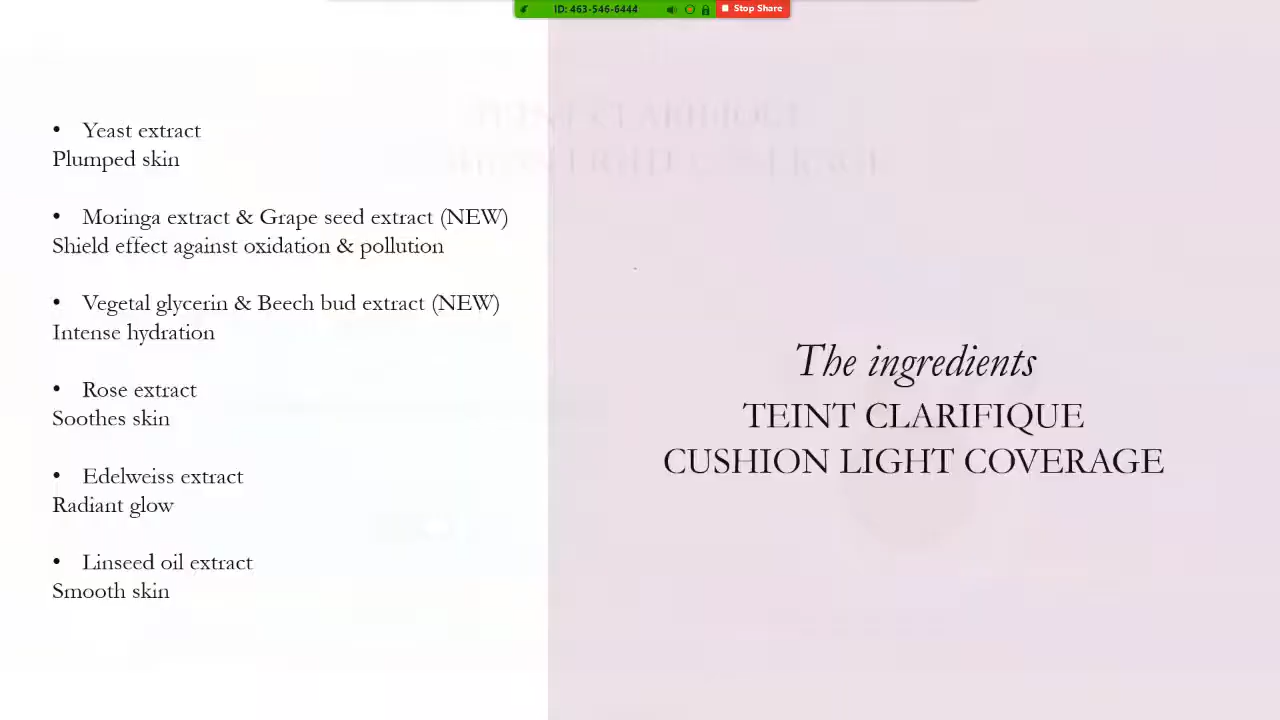 ID: 463-546-6444
Stop Share
• Yeast extract
Plumped skin
• Moringa extract & Grape seed extract (NEW)
Shield effect against oxidation & pollution
• Vegetal glycerin & Beech bud extract (NEW)
Intense hydration
• Rose extract
Soothes skin
• Edelweiss extract
Radiant glow
• Linseed oil extract
Smooth skin
The ingredients
TEINT CLARIFIQUE
CUSHION LIGHT COVERAGE